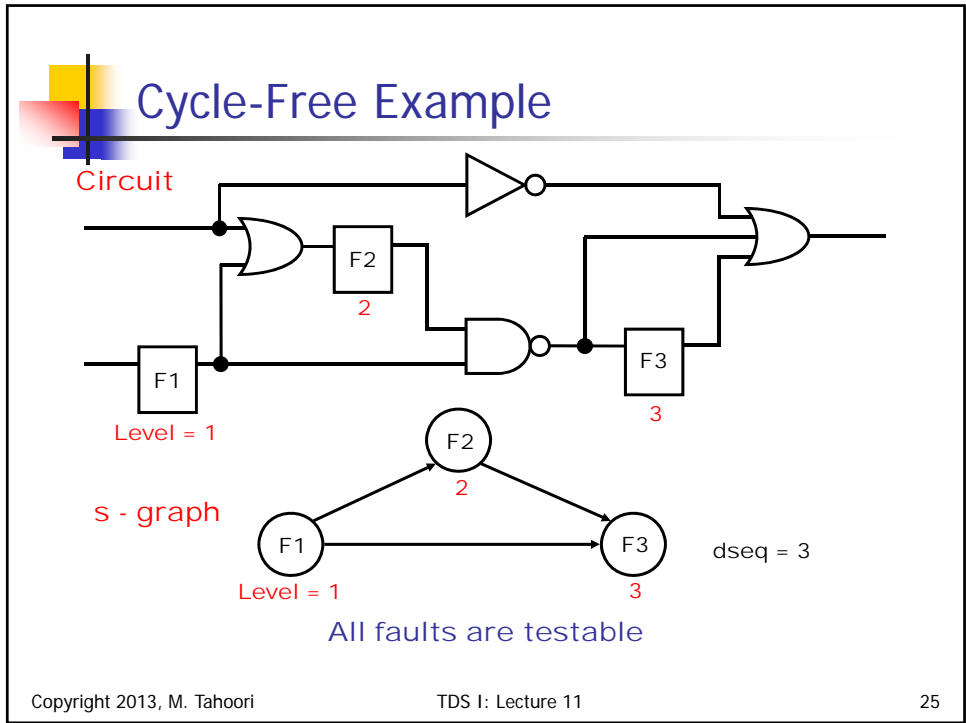 Cycle-Free Example
Circuit
F2
2
F1
Level = 1
F3
3
F2
2
s - graph
F1
Level = 1
F3
3
dseq = 3
All faults are testable
Copyright 2013, M. Tahoori
TDS I: Lecture 11
25